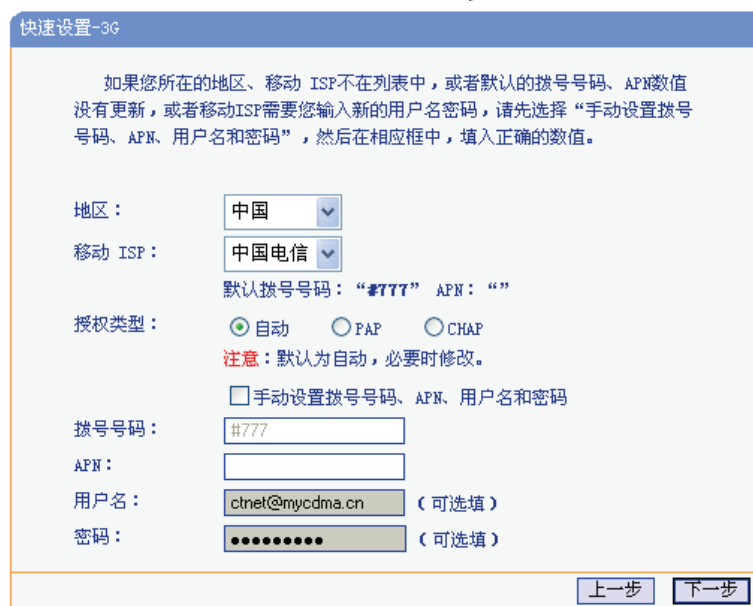 快速设置-3G
如果您所在的地区、移动 ISP不在列表中，或者默认的拨号号码、APN数值
没有更新，或者移动ISP需要您输入新的用户名密码，请先选择“手动设置拨号
号码、APN、用户名和密码”，然后在相应框中，填入正确的数值。
地区： 中国
移动 ISP： 中国电信
默认拨号号码：“#777” APN：“”
授权类型： 自动 PAP CHAP
注意：默认为自动，必要时修改。
手动设置拨号号码、APN、用户名和密码
拨号号码： #777
APN：
用户名： ctnet@mycdma.cn （可选填）
密码： ●●●●●●●●● （可选填）
上一步 下一步